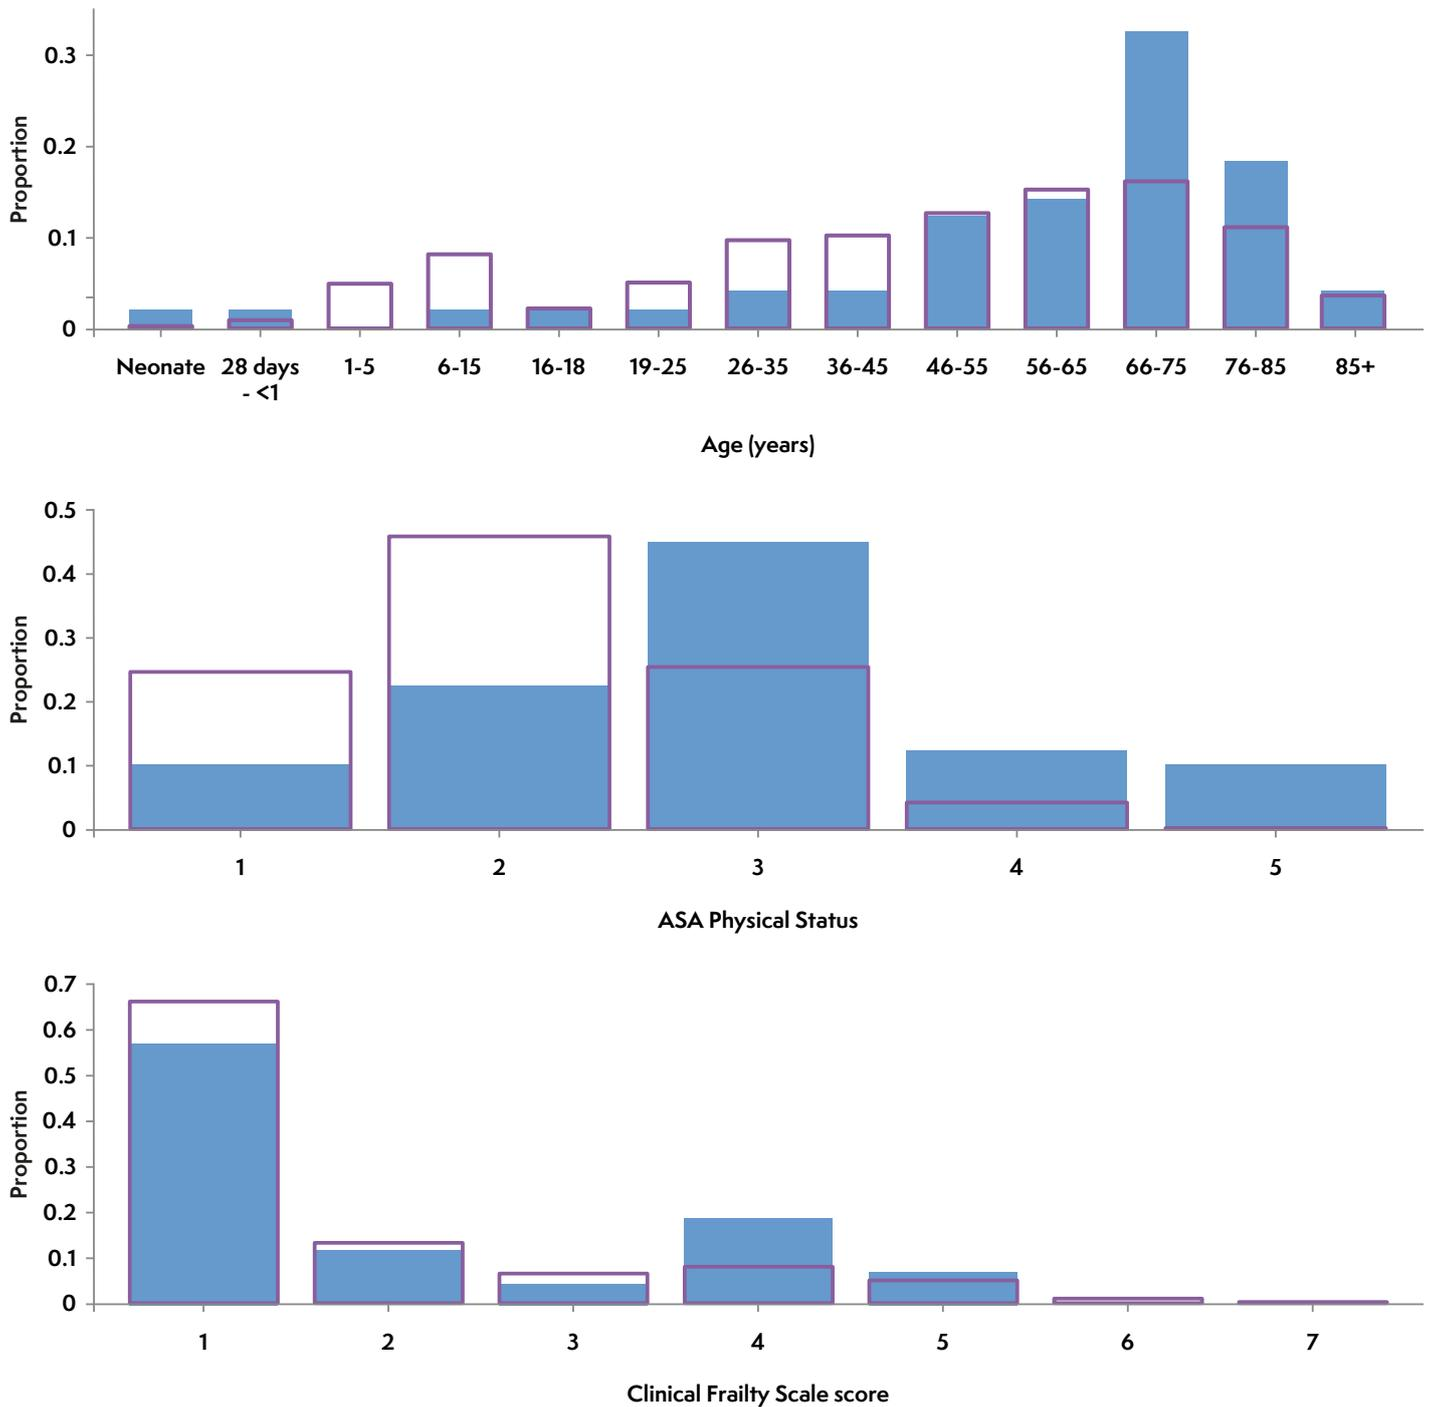 Proportion
0.3
0.2
0.1
0
Neonate 28 days 1-5 6-15 16-18 19-25 26-35 36-45 46-55 56-65 66-75 76-85 85+
- <1
Age (years)
Proportion
0.5
0.4
0.3
0.2
0.1
0
1 2 3 4 5
ASA Physical Status
Proportion
0.7
0.6
0.5
0.4
0.3
0.2
0.1
0
1 2 3 4 5 6 7
Clinical Frailty Scale score